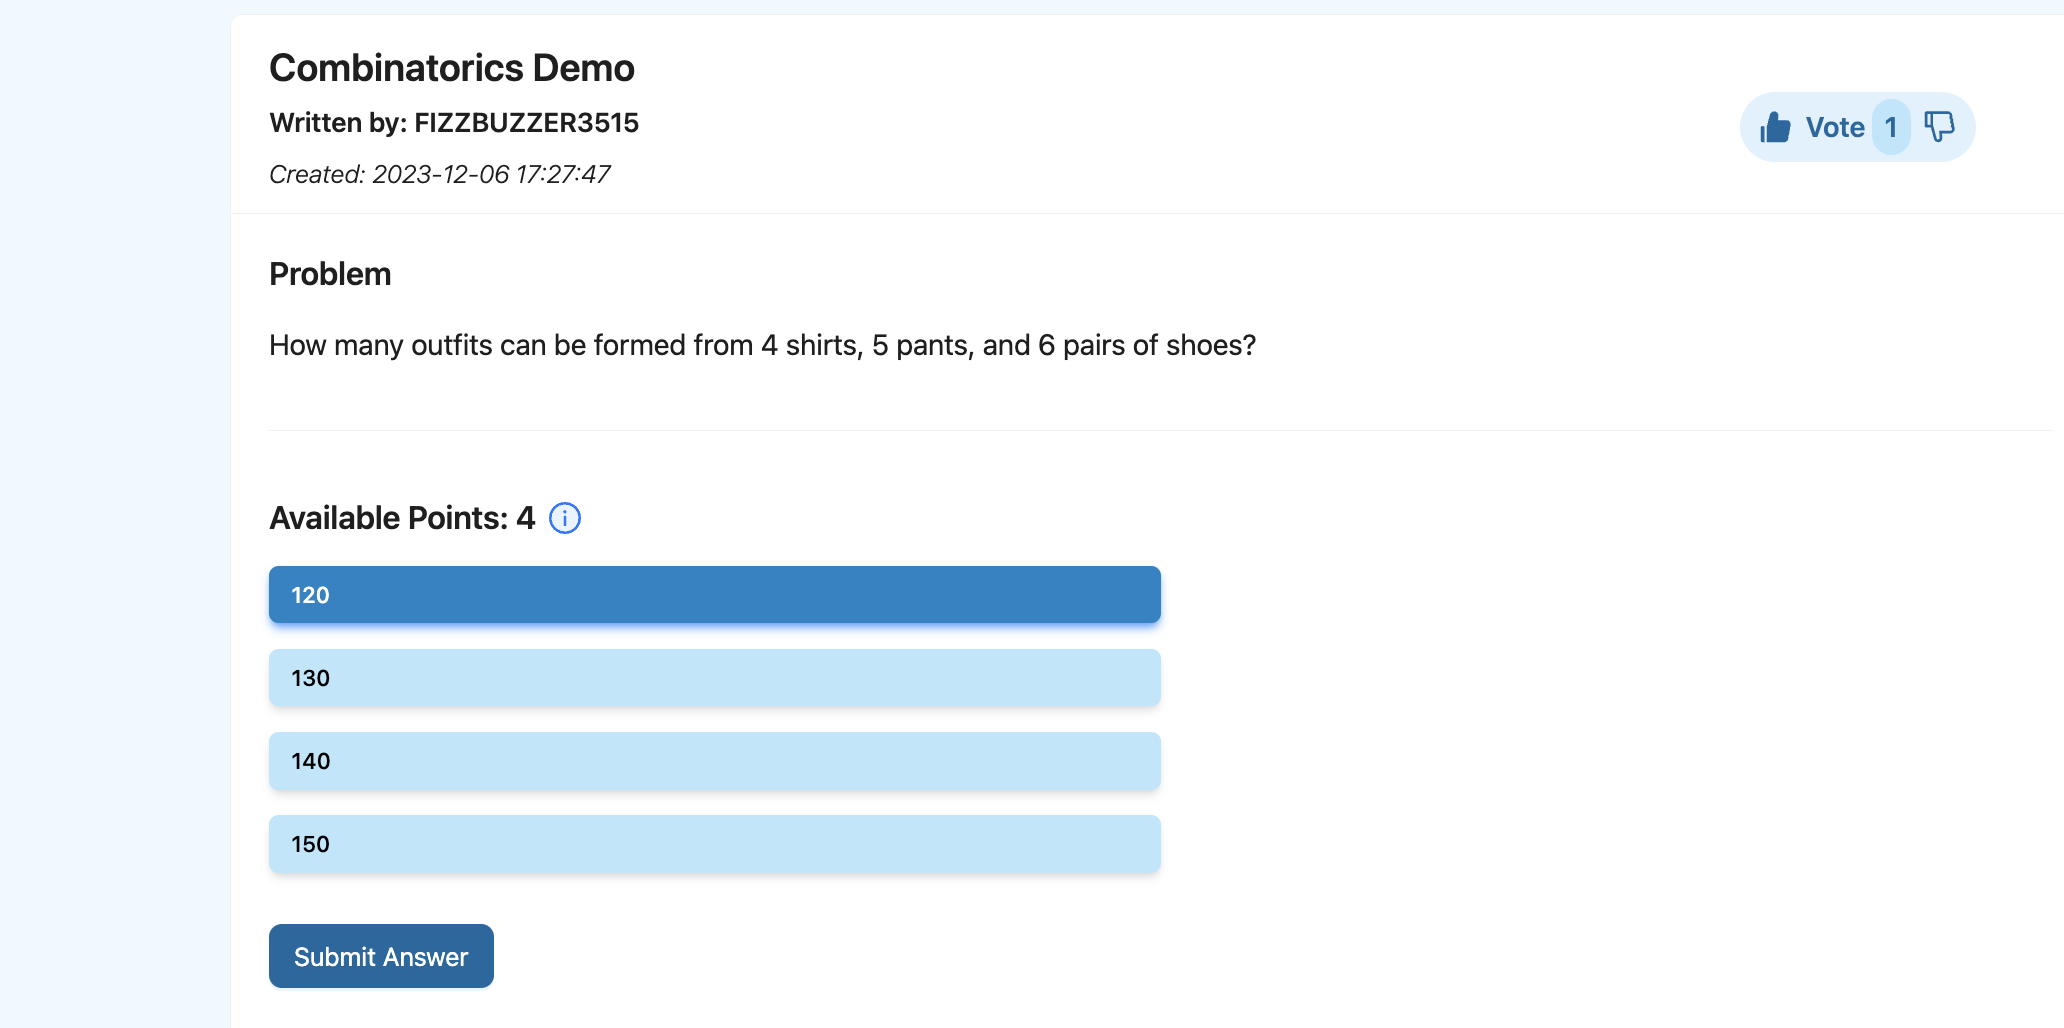 Combinatorics Demo
Written by: FIZZBUZZER3515
Created: 2023-12-06 17:27:47
Vote 1
Problem
How many outfits can be formed from 4 shirts, 5 pants, and 6 pairs of shoes?
Available Points: 4
120
130
140
150
Submit Answer